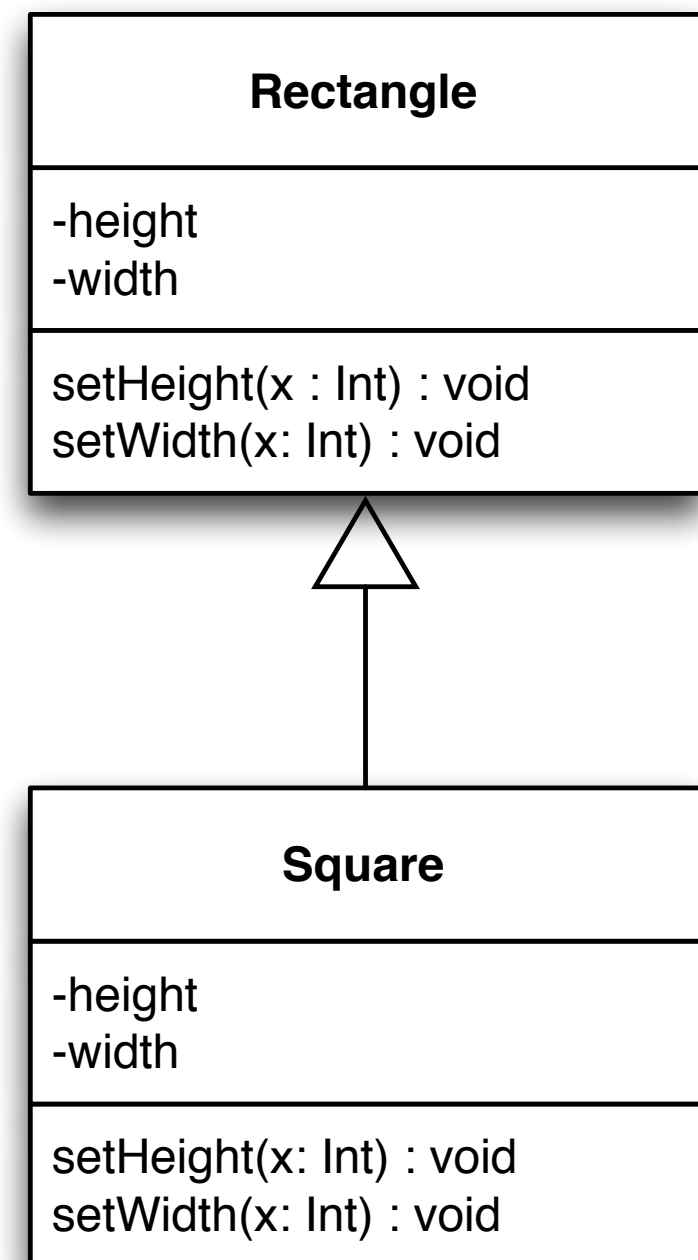 Rectangle
-height
-width
setHeight(x : Int) : void
setWidth(x: Int) : void
Square
-height
-width
setHeight(x: Int) : void
setWidth(x: Int) : void